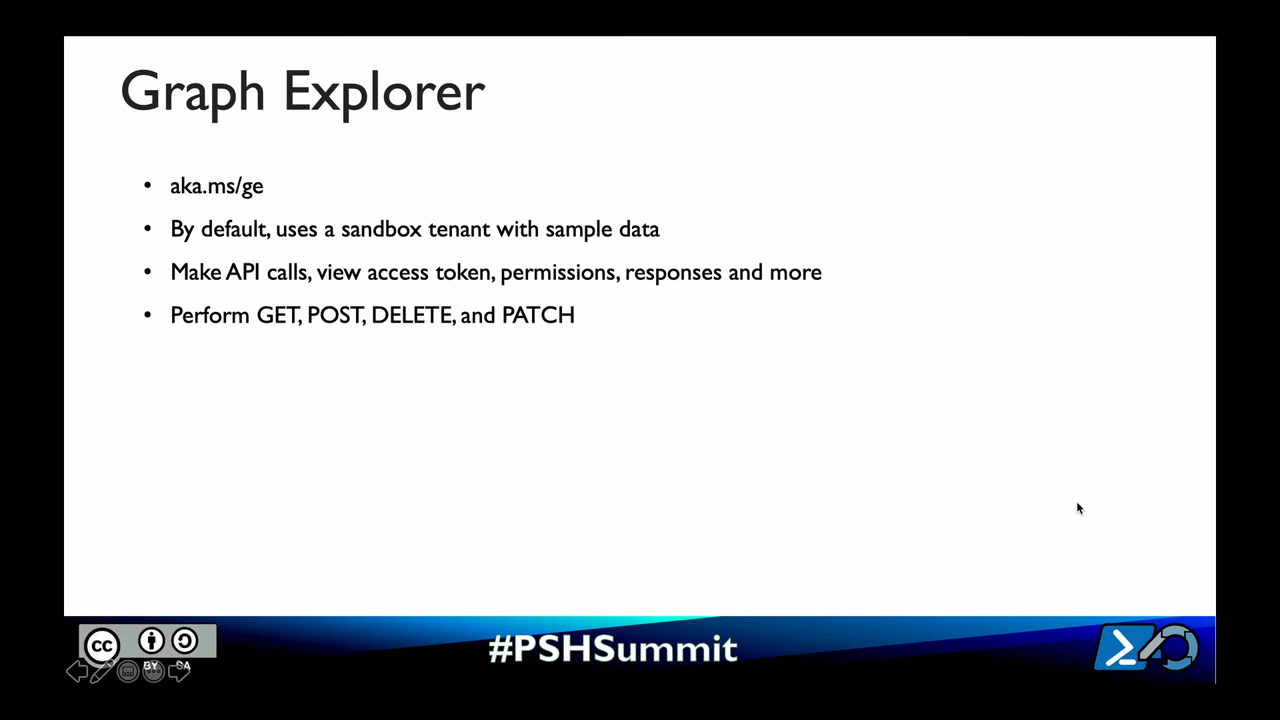 Graph Explorer
• aka.ms/ge
• By default, uses a sandbox tenant with sample data
• Make API calls, view access token, permissions, responses and more
• Perform GET, POST, DELETE, and PATCH
cc
BY SA
#PSHSummit